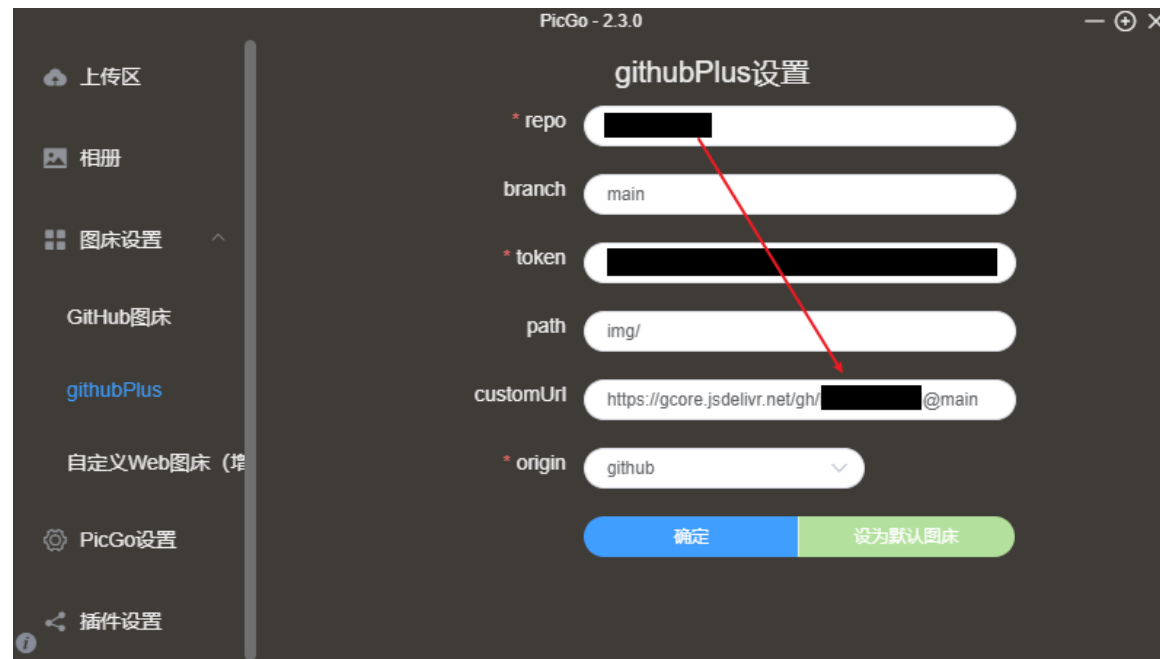 PicGo - 2.3.0
上传区
相册
图床设置
GitHub图床
githubPlus
自定义Web图床（增
PicGo设置
插件设置
githubPlus设置
* repo
branch
main
* token
path
img/
customUrl
https://gcore.jsdelivr.net/gh/
@main
* origin
github
确定
设为默认图床